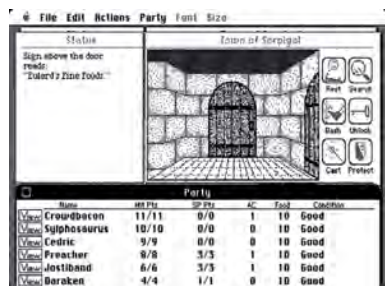 File Edit Actions Party Font Size
Status
Town of Sorpigal
Sign above the door
reads:
"Zulard's Fine Foods."
Rest Search
Bash Unlock
Cast Protect
Party
Name Hit Pts SP Pts AC Food Condition
View Crowdbacon 11/11 0/0 1 10 Good
View Sylphosaurus 10/10 0/0 0 10 Good
View Cedric 9/9 0/0 0 10 Good
View Preacher 8/8 3/3 1 10 Good
View Jostiband 6/6 3/3 1 10 Good
View Daraken 4/4 1/1 0 10 Good